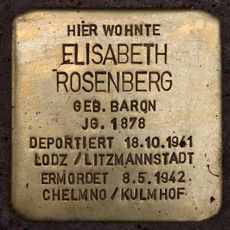 HIER WOHNTE
ELISABETH
ROSENBERG
GEB. BARON
JG. 1878
DEPORTIERT 18.10.1941
LODZ / LITZMANNSTADT
ERMORDET 8.5.1942
CHELMNO / KULMHOF